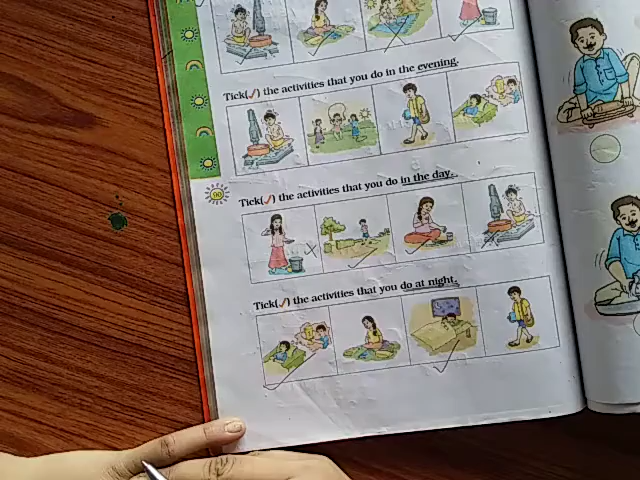 Tick(✓) the activities that you do in the evening.
Tick(✓) the activities that you do in the day.
Tick(✓) the activities that you do at night.